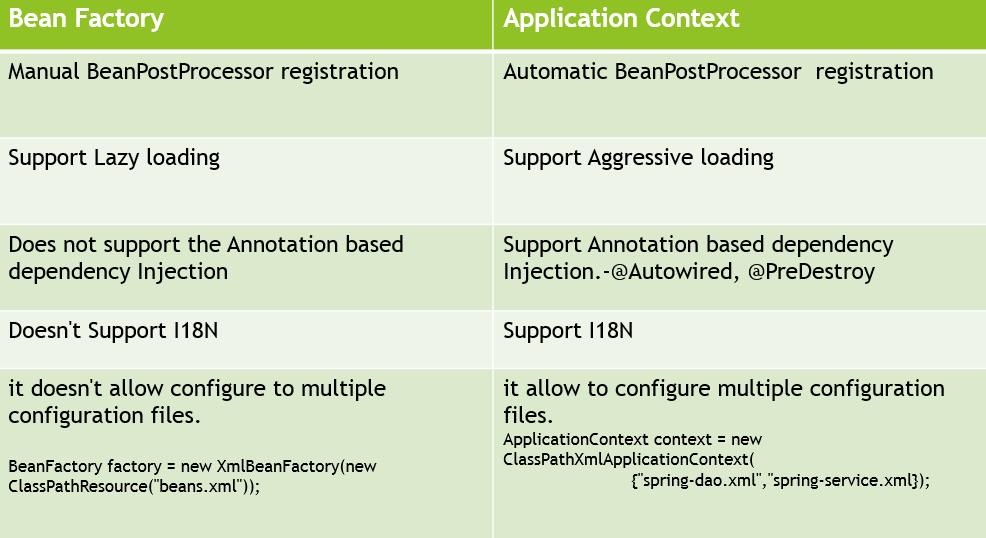 Bean Factory
Application Context
Manual BeanPostProcessor registration
Automatic BeanPostProcessor  registration
Support Lazy loading
Support Aggressive loading
Does not support the Annotation based
dependency Injection
Support Annotation based dependency
Injection.-@Autowired, @PreDestroy
Doesn't Support I18N
Support I18N
it doesn't allow configure to multiple
configuration files.
BeanFactory factory = new XmlBeanFactory(new
ClassPathResource("beans.xml"));
it allow to configure multiple configuration
files.
ApplicationContext context = new
ClassPathXmlApplicationContext(
{"spring-dao.xml","spring-service.xml});